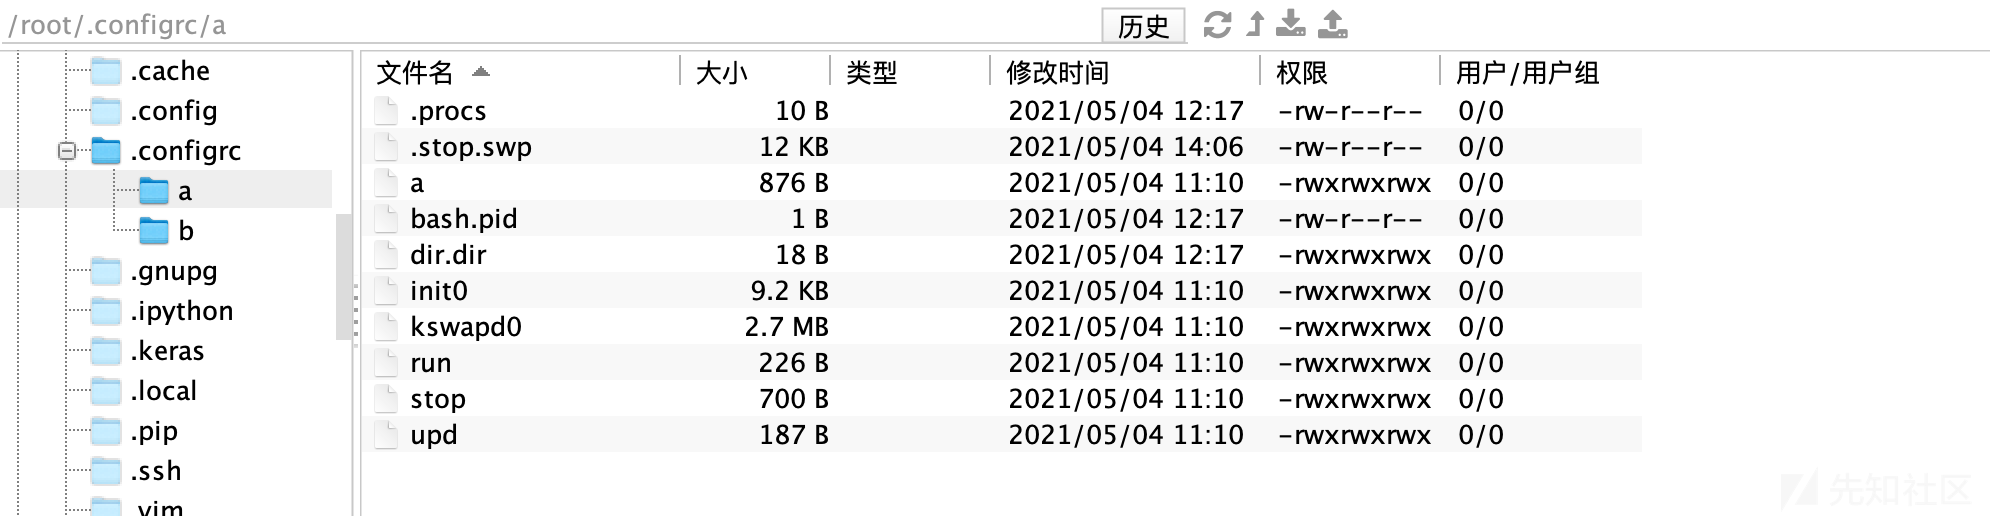 /root/.configrc/a 历史
.cache
.config
.configrc
a
b
.gnupg
.ipython
.keras
.local
.pip
.ssh
.vim
文件名 大小 类型 修改时间 权限 用户/用户组
.procs 10 B 2021/05/04 12:17 -rw-r--r-- 0/0
.stop.swp 12 KB 2021/05/04 14:06 -rw-r--r-- 0/0
a 876 B 2021/05/04 11:10 -rwxrwxrwx 0/0
bash.pid 1 B 2021/05/04 12:17 -rw-r--r-- 0/0
dir.dir 18 B 2021/05/04 12:17 -rwxrwxrwx 0/0
init0 9.2 KB 2021/05/04 11:10 -rwxrwxrwx 0/0
kswapd0 2.7 MB 2021/05/04 11:10 -rwxrwxrwx 0/0
run 226 B 2021/05/04 11:10 -rwxrwxrwx 0/0
stop 700 B 2021/05/04 11:10 -rwxrwxrwx 0/0
upd 187 B 2021/05/04 11:10 -rwxrwxrwx 0/0
先知社区